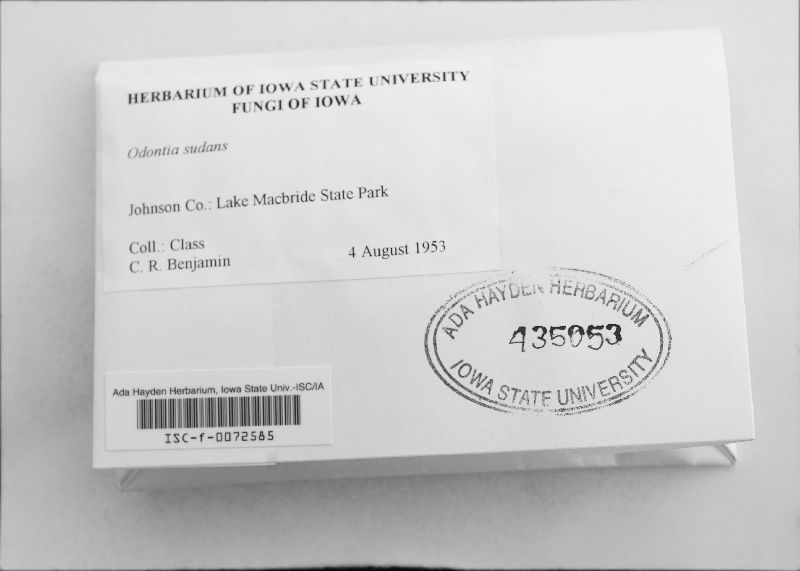 HERBARIUM OF IOWA STATE UNIVERSITY
FUNGI OF IOWA
Odontia sudans
Johnson Co.: Lake Macbride State Park
Coll.: Class
C. R. Benjamin
4 August 1953
ADA HAYDEN HERBARIUM
435053
IOWA STATE UNIVERSITY
Ada Hayden Herbarium, Iowa State Univ.-ISC/IA
ISC-f-0072585